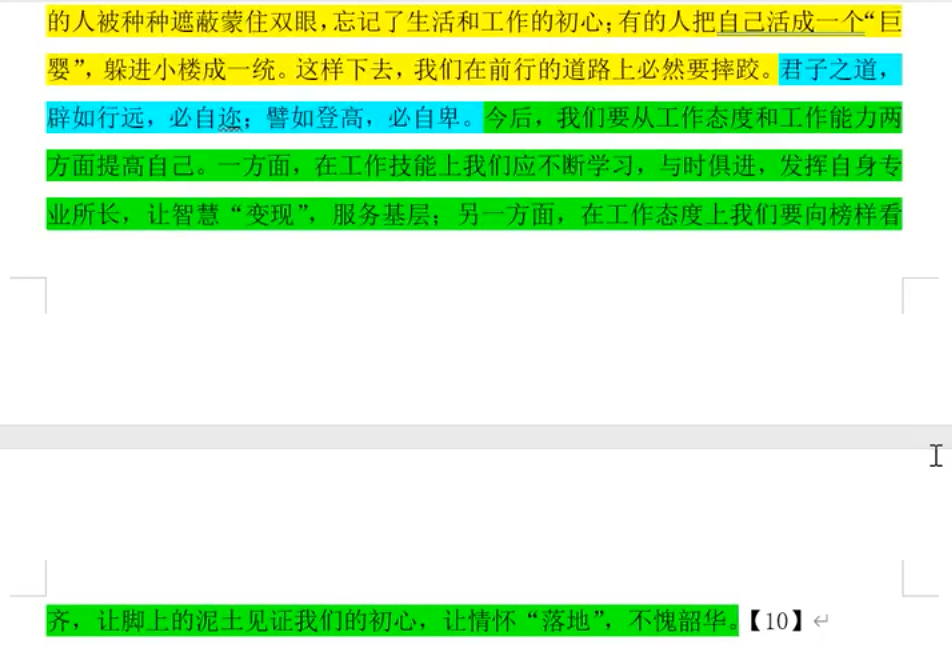 的人被种种遮蔽蒙住双眼，忘记了生活和工作的初心；有的人把自己活成一个“巨
婴”，躲进小楼成一统。这样下去，我们在前行的道路上必然要摔跤。君子之道，
辟如行远，必自迩；譬如登高，必自卑。今后，我们要从工作态度和工作能力两
方面提高自己。一方面，在工作技能上我们应不断学习，与时俱进，发挥自身专
业所长，让智慧“变现”，服务基层；另一方面，在工作态度上我们要向榜样看
齐，让脚上的泥土见证我们的初心，让情怀“落地”，不愧韶华。【10】